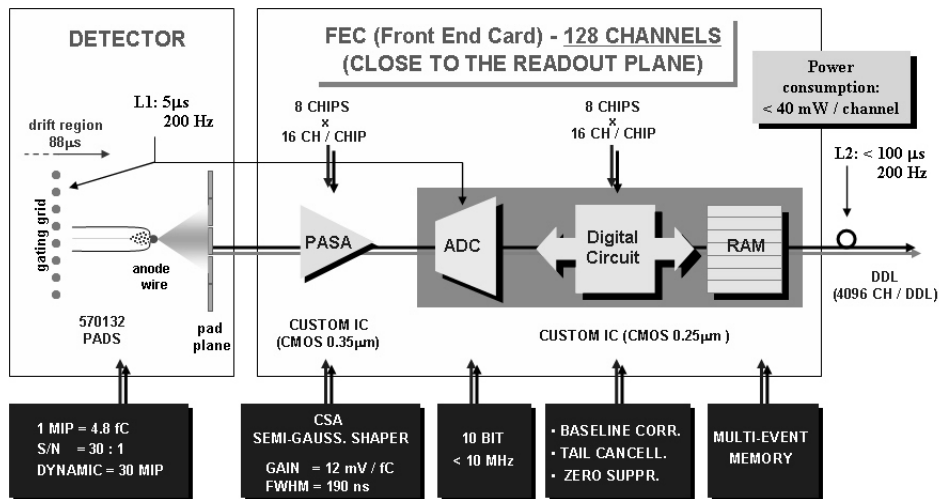 DETECTOR
FEC (Front End Card) - 128 CHANNELS
(CLOSE TO THE READOUT PLANE)
Power
consumption:
< 40 mW / channel
L1: 5μs
200 Hz
drift region
88μs
8 CHIPS
x
16 CH / CHIP
8 CHIPS
x
16 CH / CHIP
L2: < 100 μs
200 Hz
gating grid
anode
wire
PASA
ADC
Digital
Circuit
RAM
DDL
(4096 CH / DDL)
570132
PADS
pad
plane
CUSTOM IC
(CMOS 0.35μm)
CUSTOM IC (CMOS 0.25μm )
1 MIP = 4.8 fC
S/N = 30 : 1
DYNAMIC = 30 MIP
CSA
SEMI-GAUSS. SHAPER
GAIN = 12 mV / fC
FWHM = 190 ns
10 BIT
< 10 MHz
• BASELINE CORR.
• TAIL CANCELL.
• ZERO SUPPR.
MULTI-EVENT
MEMORY